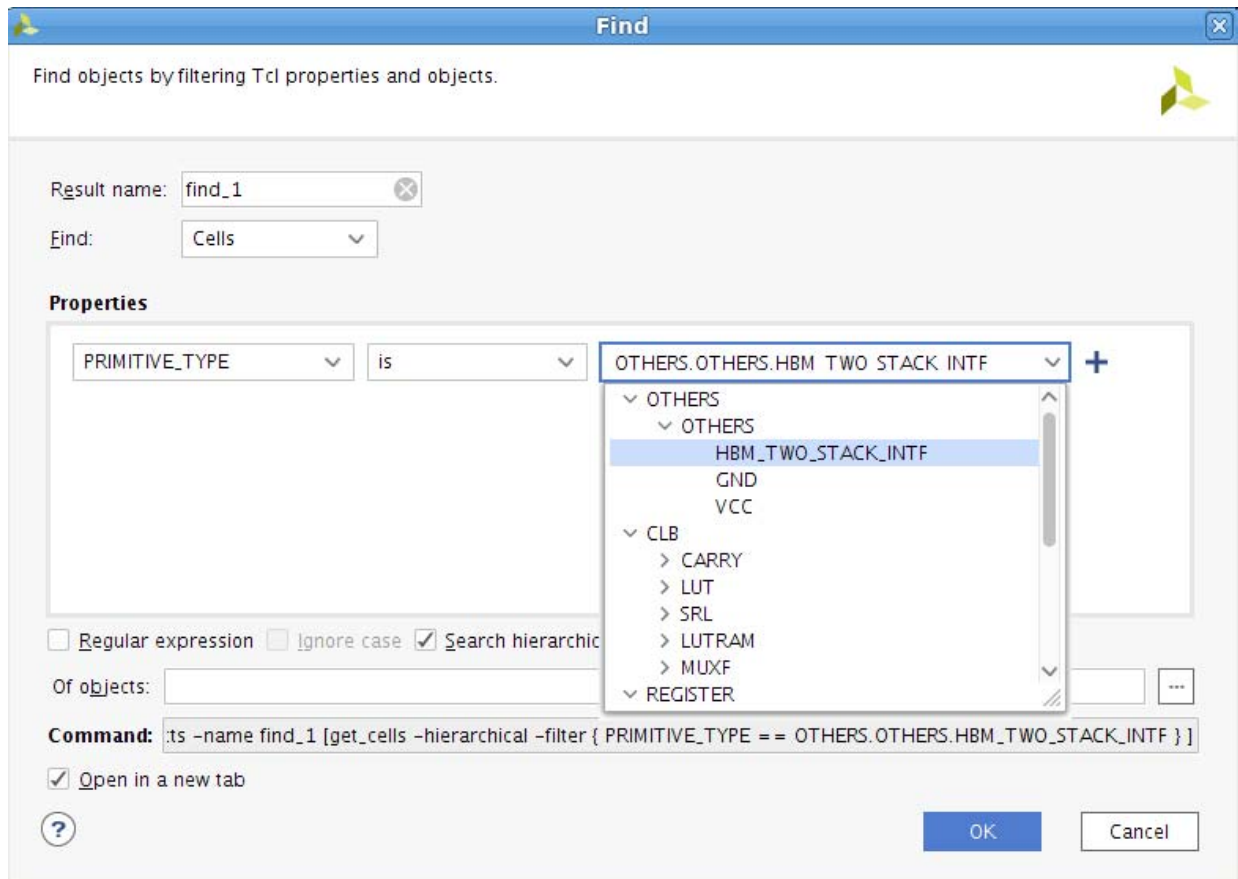 Find
Find objects by filtering Tcl properties and objects.
Result name: find_1
Find: Cells
Properties
PRIMITIVE_TYPE is OTHERS.OTHERS.HBM_TWO_STACK_INTF
OTHERS
OTHERS
HBM_TWO_STACK_INTF
GND
VCC
CLB
CARRY
LUT
SRL
LUTRAM
MUXF
REGISTER
Regular expression Ignore case Search hierarchic
Of objects: ...
Command: :ts -name find_1 [get_cells -hierarchical -filter { PRIMITIVE_TYPE == OTHERS.OTHERS.HBM_TWO_STACK_INTF } ]
Open in a new tab
? OK Cancel